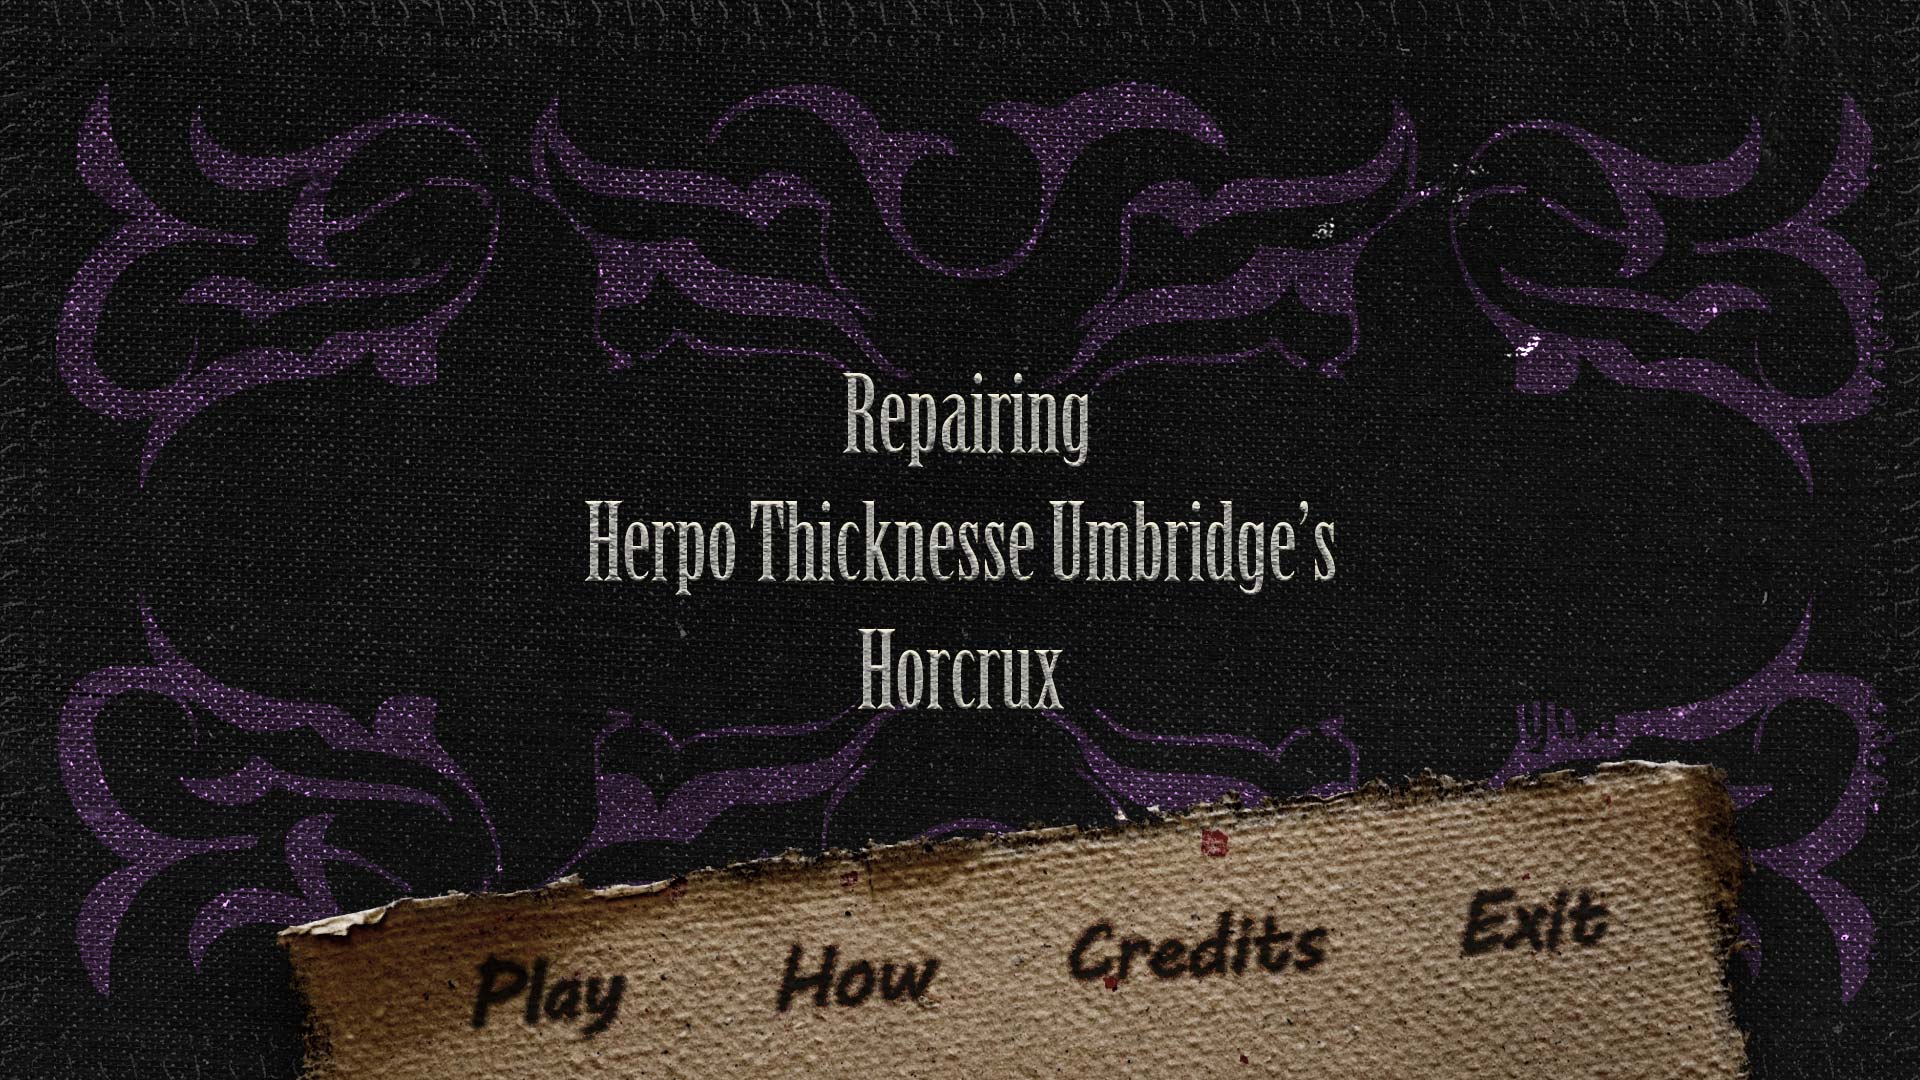 Repairing
Herpo Thicknesse Umbridge’s
Horcrux
Play How Credits Exit